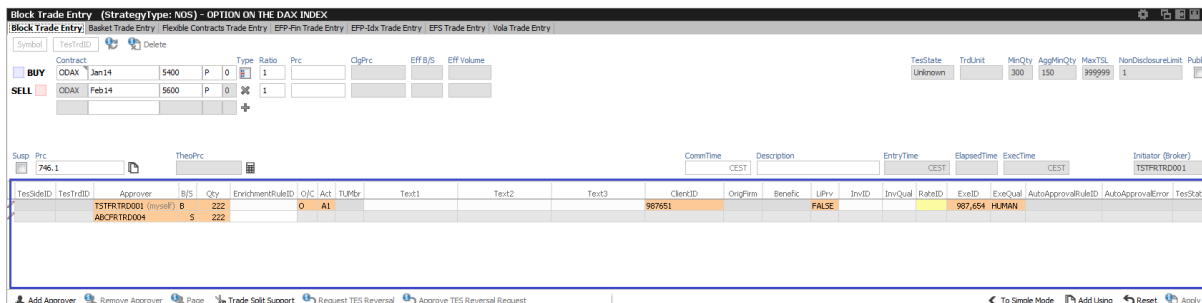 Block Trade Entry (StrategyType: NOS) - OPTION ON THE DAX INDEX
Block Trade Entry Basket Trade Entry Flexible Contracts Trade Entry EFP-Fin Trade Entry EFP-Idx Trade Entry EFS Trade Entry Vola Trade Entry
Symbol TesTrdID Delete
Contract Type Ratio Prc ClgPrc Eff B/S Eff Volume TesState TrdUnit MinQty AggMinQty MaxTSL NonDisclosureLimit Publ
BUY ODAX Jan14 5400 P 0 1 Unknown 300 150 999999 1
SELL ODAX Feb14 5600 P 0 1
Susp Prc TheoPrc CommTime Description EntryTime ElapsedTime ExecTime Initiator (Broker)
746.1 CEST CEST CEST TSTFRTRD001
TesSideID TesTrdID Approver B/S Qty EnrichmentRuleID O/C Act TUMbr Text1 Text2 Text3 ClientID OrigFirm Benefic LiPrv InvID InvQual RateID ExeID ExeQual AutoApprovalRuleID AutoApprovalError TesStat
TSTFRTRD001 (myself) B 222 O A1 987651 FALSE 987,654 HUMAN
ABCFRTRD004 S 222
Add Approver Remove Approver Page Trade Split Support Request TES Reversal Approve TES Reversal Request To Simple Mode Add Using Reset Apply